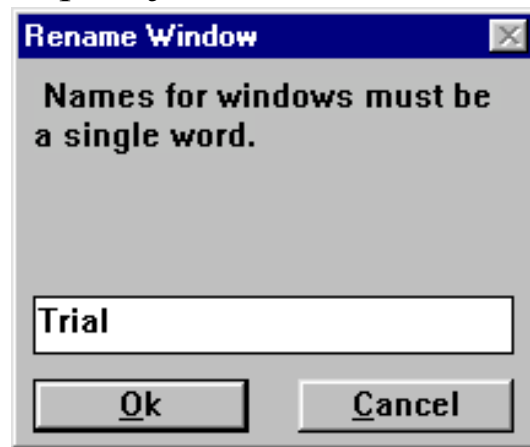 Rename Window
Names for windows must be
a single word.
Trial
Ok
Cancel